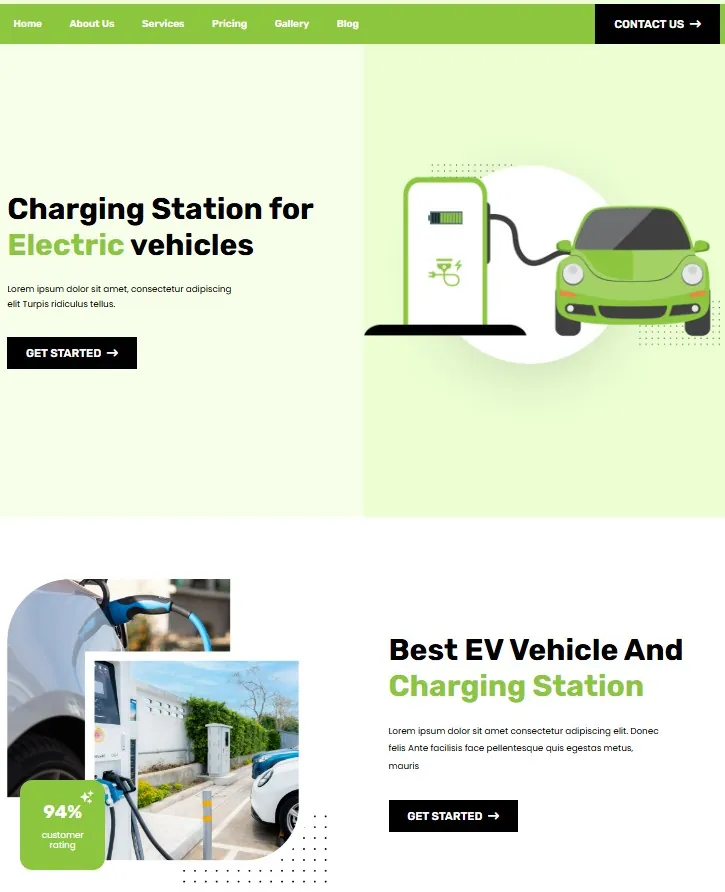 Home About Us Services Pricing Gallery Blog CONTACT US →
Charging Station for
Electric vehicles
Lorem ipsum dolor sit amet, consectetur adipiscing
elit Turpis ridiculus tellus.
GET STARTED →
Best EV Vehicle And
Charging Station
Lorem ipsum dolor sit amet consectetur adipiscing elit. Donec
felis Ante facilisis face pellentesque quis egestas metus,
mauris
GET STARTED →
94%
customer
rating